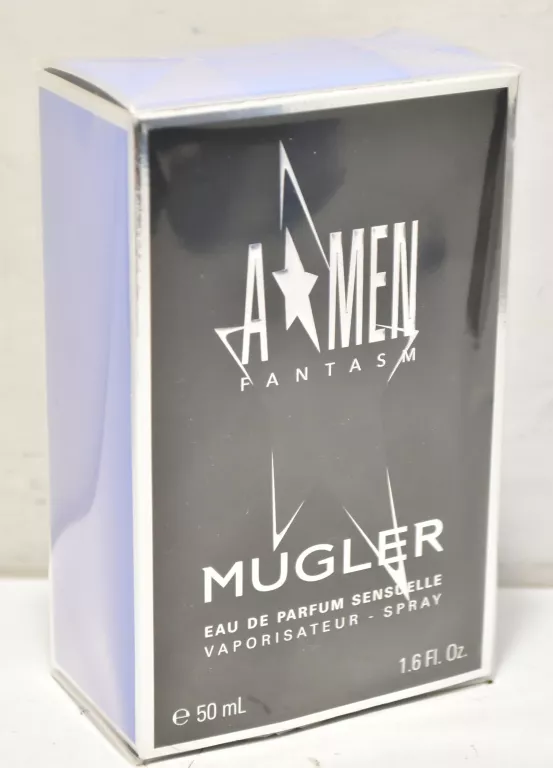 A★MEN
FANTASM
MUGLER
EAU DE PARFUM SENSUELLE
VAPORISATEUR - SPRAY
1.6 Fl. Oz.
℮ 50 mL